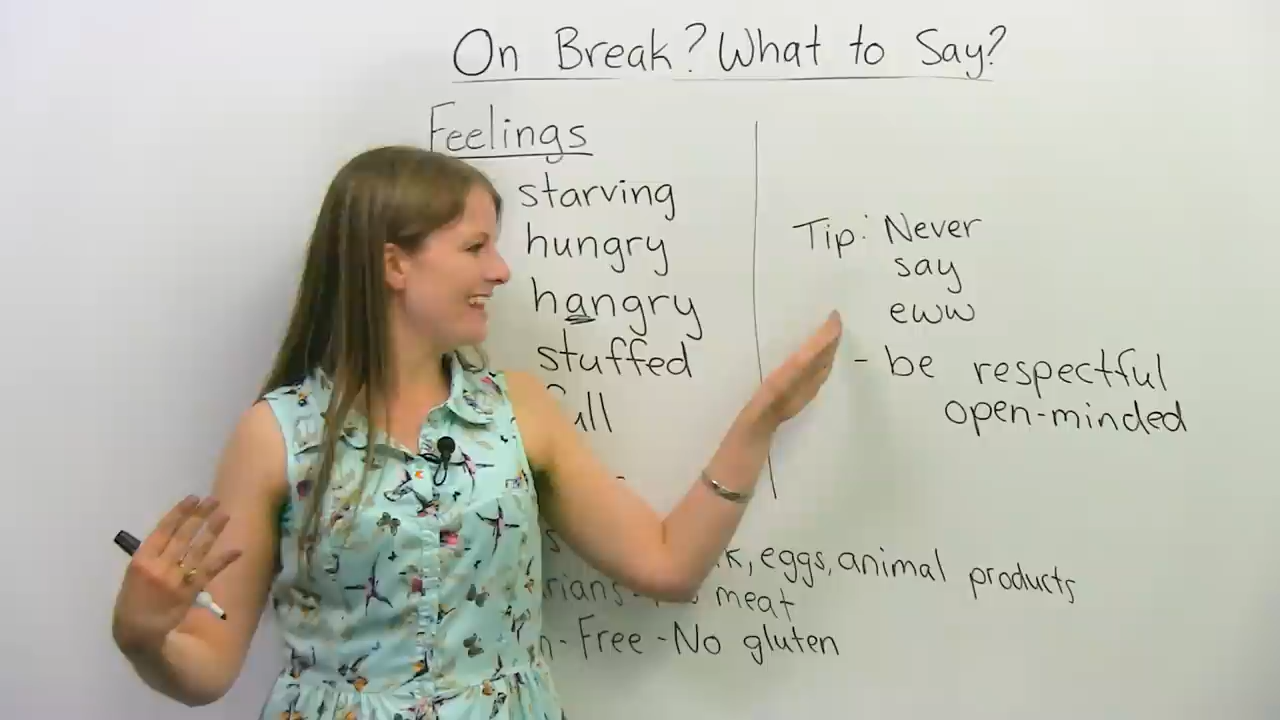 On Break? What to Say?
Feelings
starving
hungry
hangry
stuffed
Tip: Never
say
eww
- be respectful
open-minded
eggs, animal products
meat
- Free - No gluten